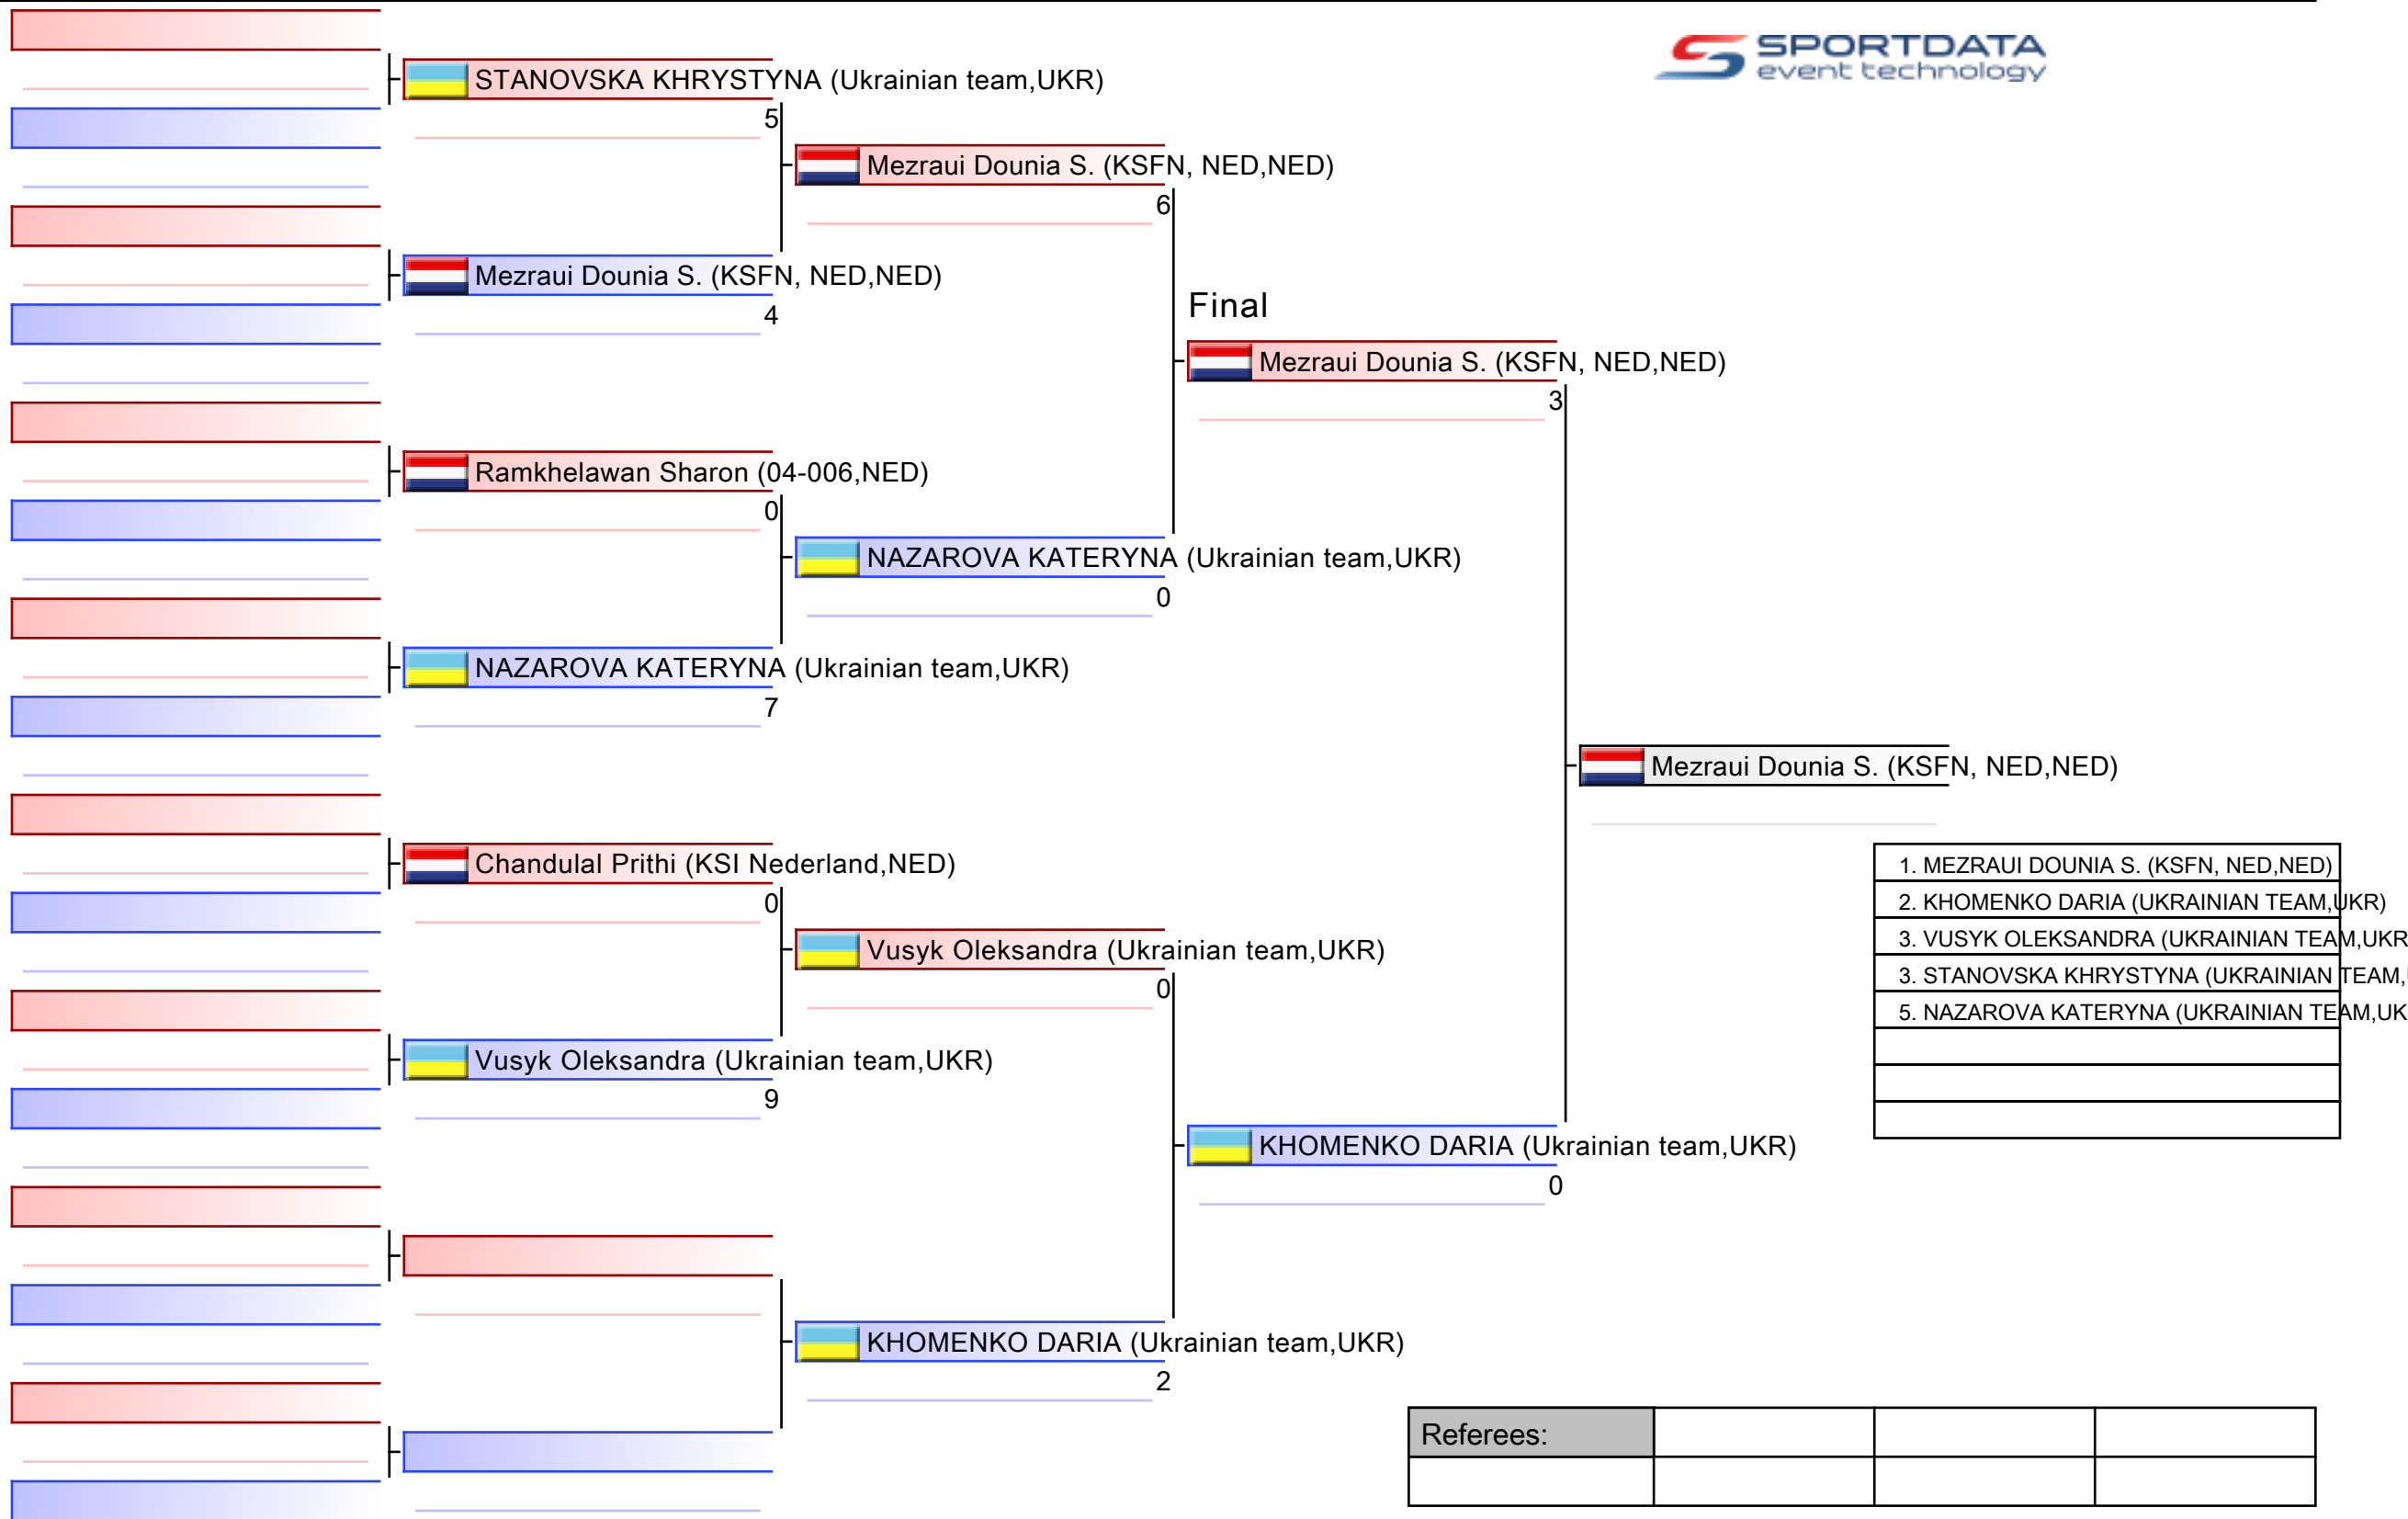 SPORTDATA
event technology
STANOVSKA KHRYSTYNA (Ukrainian team,UKR)
5
Mezraui Dounia S. (KSFN, NED,NED)
6
Mezraui Dounia S. (KSFN, NED,NED)
4
Final
Mezraui Dounia S. (KSFN, NED,NED)
3
Ramkhelawan Sharon (04-006,NED)
0
NAZAROVA KATERYNA (Ukrainian team,UKR)
0
NAZAROVA KATERYNA (Ukrainian team,UKR)
7
Mezraui Dounia S. (KSFN, NED,NED)
Chandulal Prithi (KSI Nederland,NED)
0
Vusyk Oleksandra (Ukrainian team,UKR)
0
Vusyk Oleksandra (Ukrainian team,UKR)
9
KHOMENKO DARIA (Ukrainian team,UKR)
0
KHOMENKO DARIA (Ukrainian team,UKR)
2
1. MEZRAUI DOUNIA S. (KSFN, NED,NED)
2. KHOMENKO DARIA (UKRAINIAN TEAM,UKR)
3. VUSYK OLEKSANDRA (UKRAINIAN TEAM,UKR
3. STANOVSKA KHRYSTYNA (UKRAINIAN TEAM,
5. NAZAROVA KATERYNA (UKRAINIAN TEAM,UK
Referees: